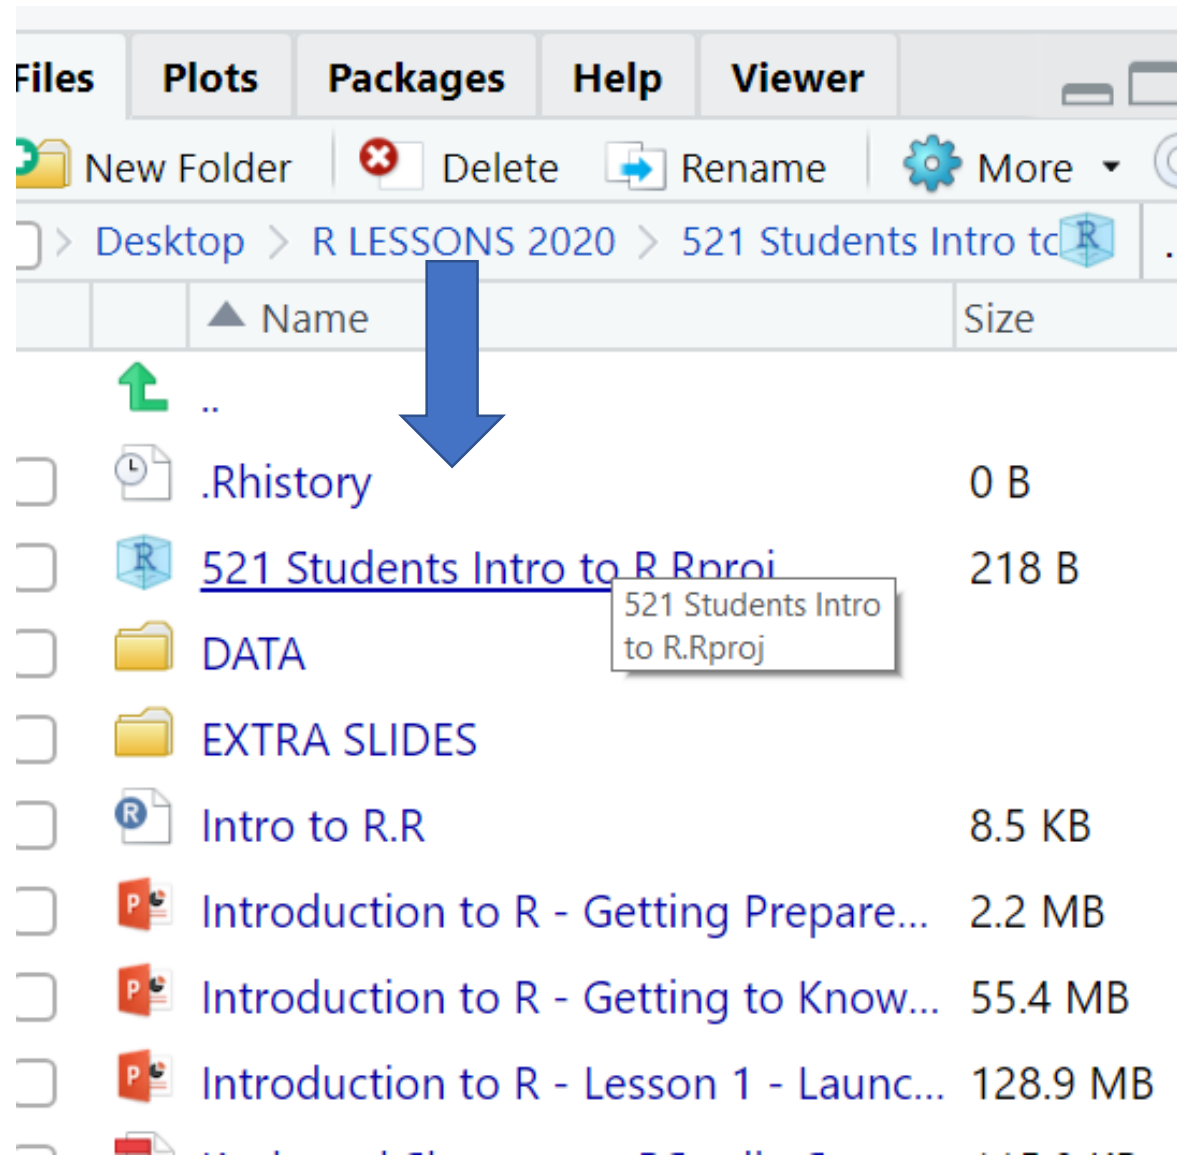 Files Plots Packages Help Viewer
New Folder Delete Rename More
Desktop > R LESSONS 2020 > 521 Students Intro to R
Name Size
..
.Rhistory 0 B
521 Students Intro to R.Rproj 218 B
521 Students Intro
to R.Rproj
DATA
EXTRA SLIDES
Intro to R.R 8.5 KB
Introduction to R - Getting Prepare... 2.2 MB
Introduction to R - Getting to Know... 55.4 MB
Introduction to R - Lesson 1 - Launc... 128.9 MB